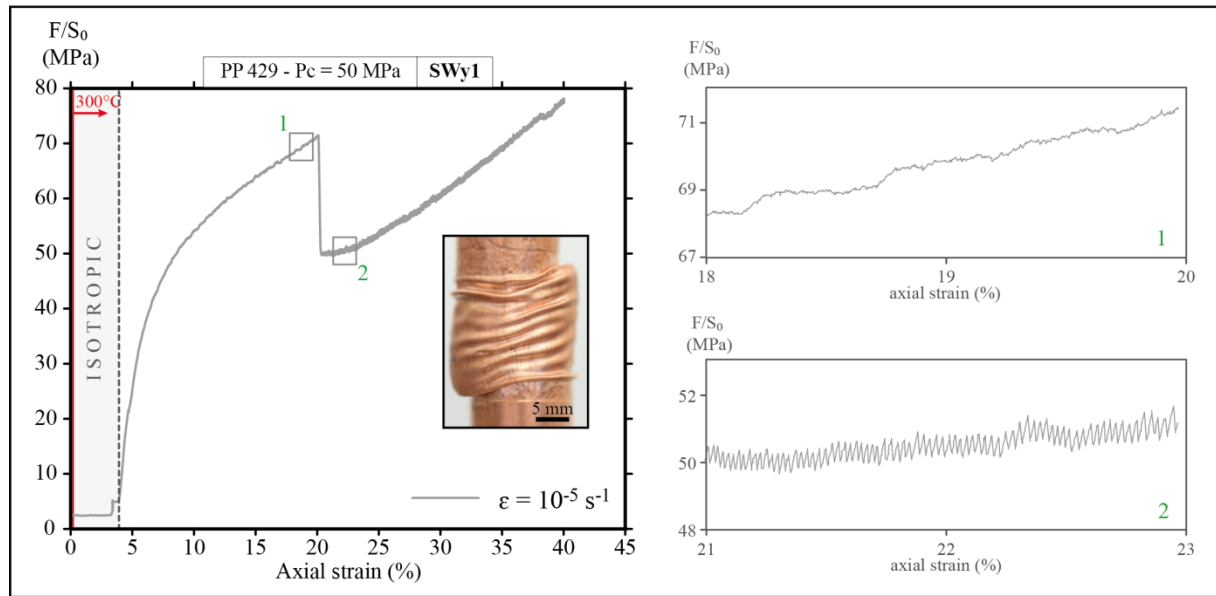 F/S₀
(MPa)
PP 429 - Pc = 50 MPa SWy1
80
70
60
50
40
30
20
10
0
300°C
ISOTROPIC
1
2
5 mm
ε = 10⁻⁵ s⁻¹
0 5 10 15 20 25 30 35 40 45
Axial strain (%)
F/S₀
(MPa)
71
69
67
1
18 19 20
axial strain (%)
F/S₀
(MPa)
52
50
48
2
21 22 23
axial strain (%)